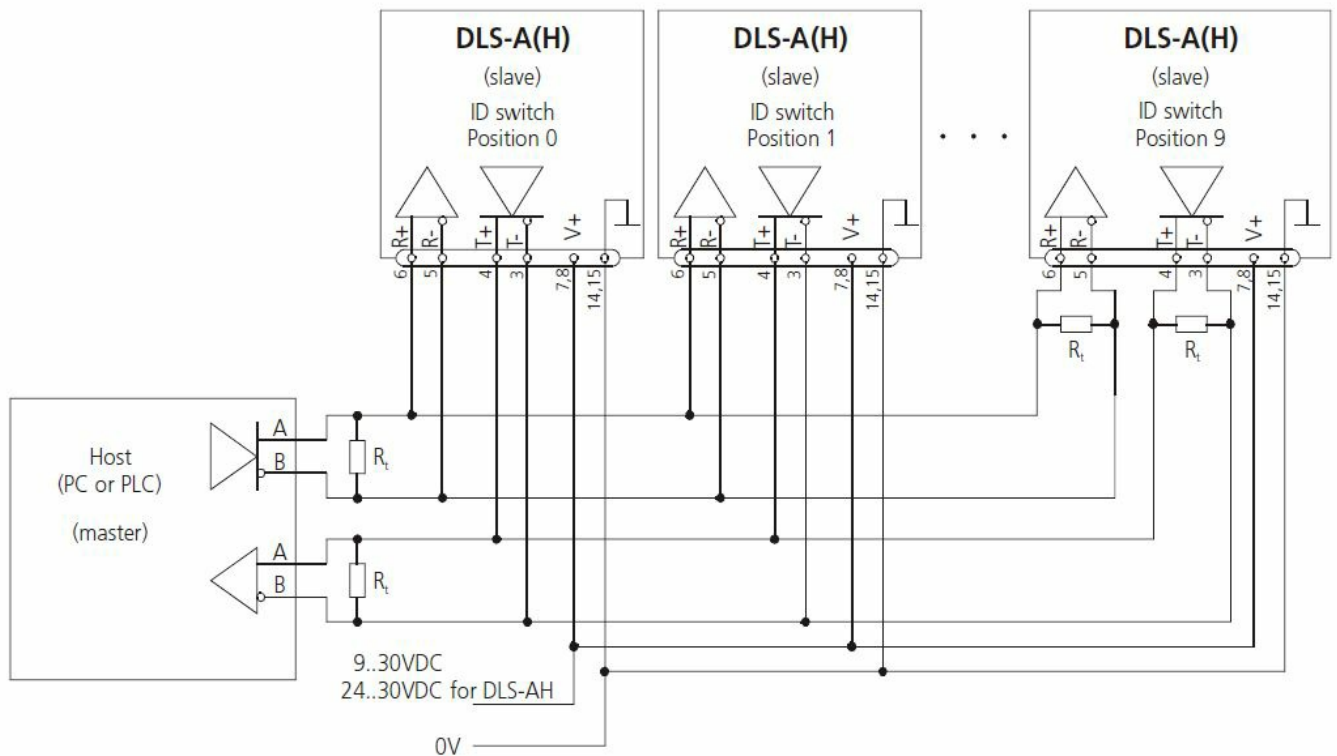 DLS-A(H)
(slave)
ID switch
Position 0
R+
R-
T+
T-
V+
6
5
4
3
7,8
14,15
DLS-A(H)
(slave)
ID switch
Position 1
R+
R-
T+
T-
V+
6
5
4
3
7,8
14,15
. . .
DLS-A(H)
(slave)
ID switch
Position 9
R+
R-
T+
T-
V+
6
5
4
3
7,8
14,15
Rt
Rt
Host
(PC or PLC)
(master)
A
B
Rt
A
B
Rt
9..30VDC
24..30VDC for DLS-AH
0V